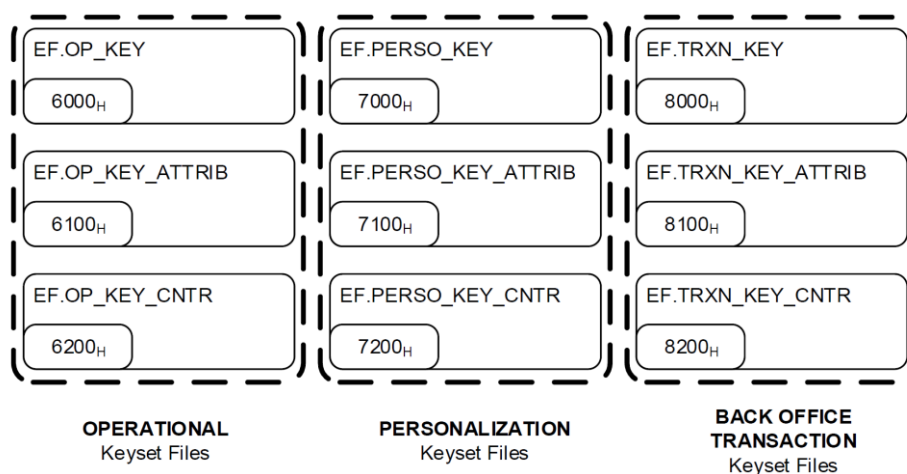 EF.OP_KEY
6000H
EF.OP_KEY_ATTRIB
6100H
EF.OP_KEY_CNTR
6200H
OPERATIONAL
Keyset Files
EF.PERSO_KEY
7000H
EF.PERSO_KEY_ATTRIB
7100H
EF.PERSO_KEY_CNTR
7200H
PERSONALIZATION
Keyset Files
EF.TRXN_KEY
8000H
EF.TRXN_KEY_ATTRIB
8100H
EF.TRXN_KEY_CNTR
8200H
BACK OFFICE
TRANSACTION
Keyset Files